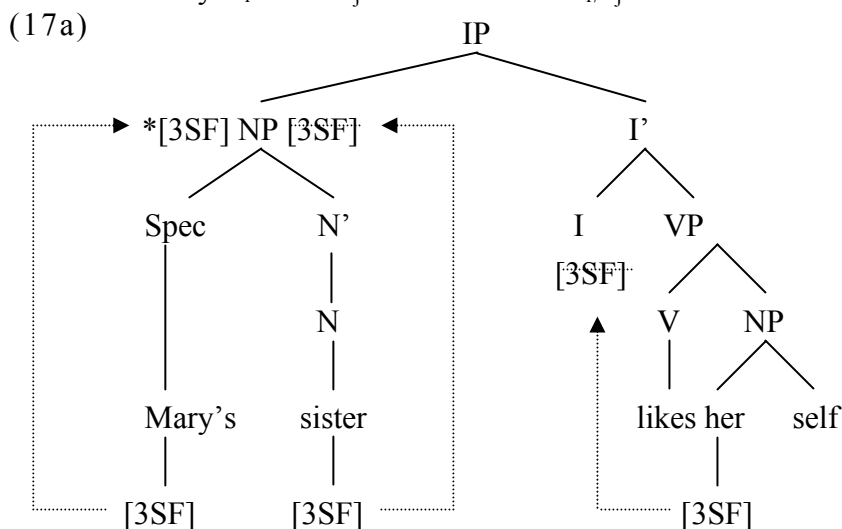 (17a)
IP
*[3SF] NP [3SF]
I'
Spec
N'
I
VP
[3SF]
N
V
NP
Mary's
sister
likes her
self
[3SF]
[3SF]
[3SF]